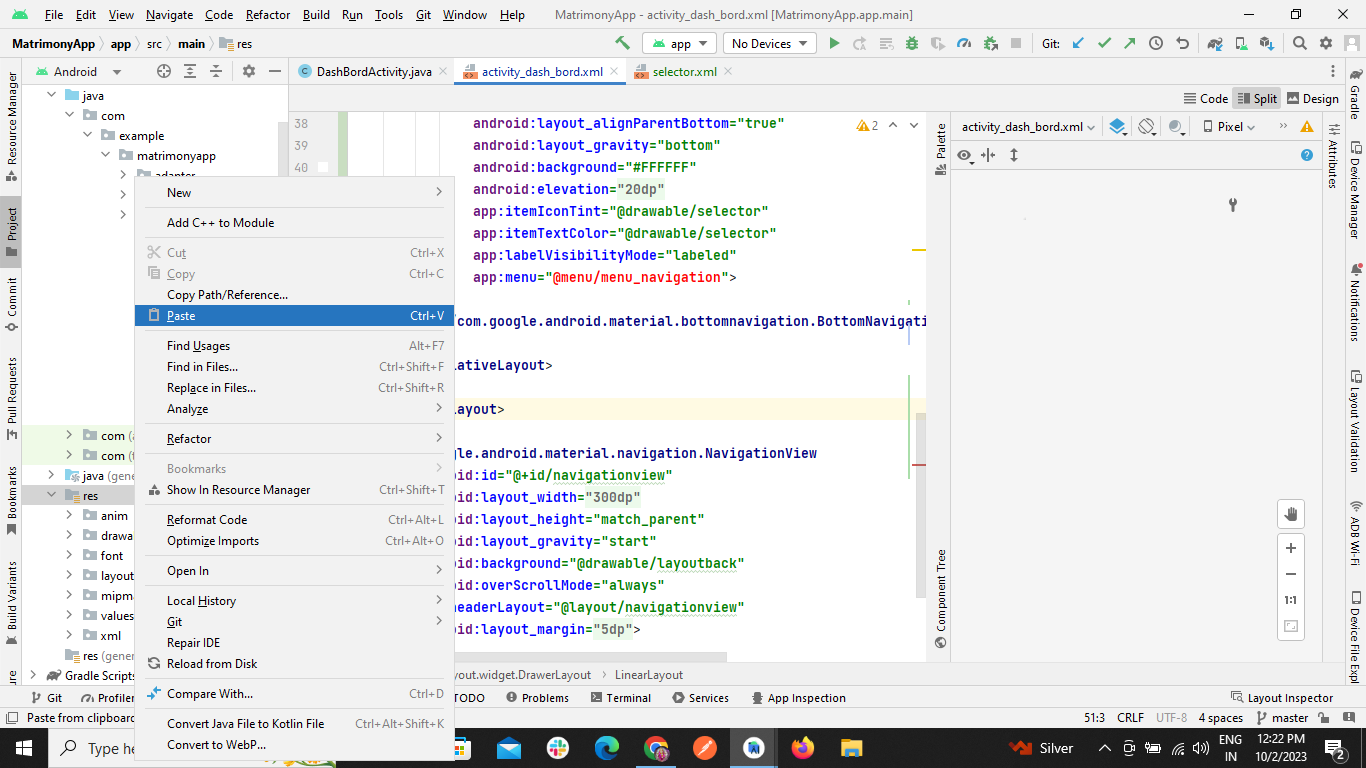 File Edit View Navigate Code Refactor Build Run Tools Git Window Help MatrimonyApp - activity_dash_bord.xml [MatrimonyApp.app.main]
MatrimonyApp app src main res
app No Devices Git:
Android
DashBordActivity.java activity_dash_bord.xml selector.xml
Code Split Design
Resource Manager
Project
Commit
Pull Requests
Bookmarks
Build Variants
java
com
example
matrimonyapp
adapter
com
com
java (gene
res
anim
drawa
font
layout
mipm
values
xml
res (gener
Gradle Scripts
New
Add C++ to Module
Cut Ctrl+X
Copy Ctrl+C
Copy Path/Reference...
Paste Ctrl+V
Find Usages Alt+F7
Find in Files... Ctrl+Shift+F
Replace in Files... Ctrl+Shift+R
Analyze
Refactor
Bookmarks
Show In Resource Manager Ctrl+Shift+T
Reformat Code Ctrl+Alt+L
Optimize Imports Ctrl+Alt+O
Open In
Local History
Git
Repair IDE
Reload from Disk
Compare With... Ctrl+D
Convert Java File to Kotlin File Ctrl+Alt+Shift+K
Convert to WebP...
38 android:layout_alignParentBottom="true"
39 android:layout_gravity="bottom"
40 android:background="#FFFFFF"
android:elevation="20dp"
app:itemIconTint="@drawable/selector"
app:itemTextColor="@drawable/selector"
app:labelVisibilityMode="labeled"
app:menu="@menu/menu_navigation">
/com.google.android.material.bottomnavigation.BottomNavigati
lativeLayout>
ayout>
gle.android.material.navigation.NavigationView
oid:id="@+id/navigationview"
oid:layout_width="300dp"
oid:layout_height="match_parent"
oid:layout_gravity="start"
oid:background="@drawable/layoutback"
oid:overScrollMode="always"
headerLayout="@layout/navigationview"
oid:layout_margin="5dp">
2
Palette
Component Tree
activity_dash_bord.xml Pixel
1:1
Attributes
Gradle
Device Manager
Notifications
Layout Validation
ADB Wi-Fi
Device File Expl
yout.widget.DrawerLayout LinearLayout
Git Profiler TODO Problems Terminal Services App Inspection Layout Inspector
Paste from clipboard 51:3 CRLF UTF-8 4 spaces master
Type he Silver ENG 12:22 PM
IN 10/2/2023 2